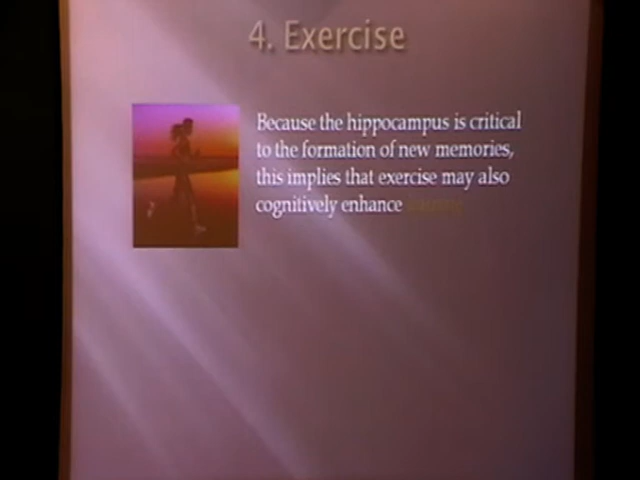 4. Exercise
Because the hippocampus is critical
to the formation of new memories,
this implies that exercise may also
cognitively enhance